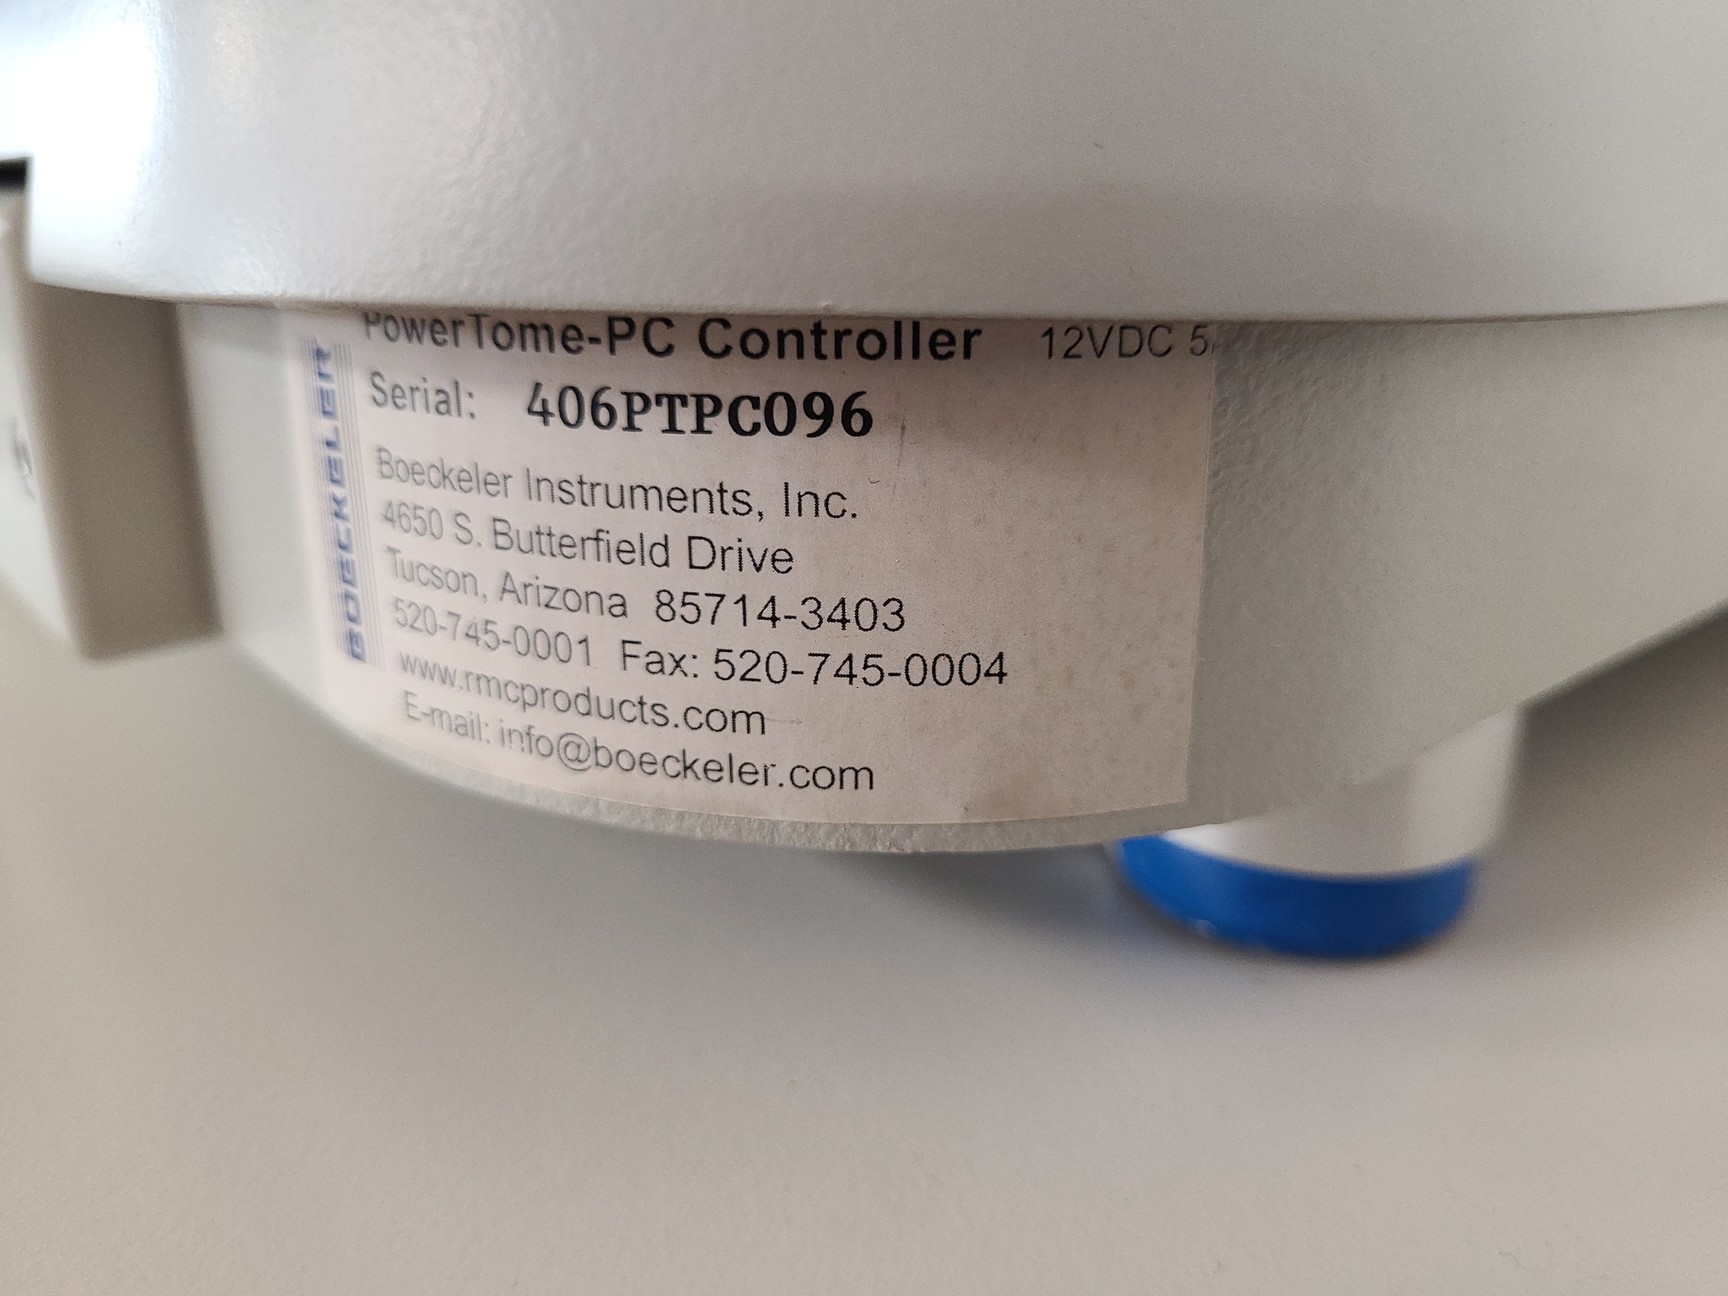 PowerTome-PC Controller 12VDC 5
Serial: 406PTPC096
BOECKELER
Boeckeler Instruments, Inc.
4650 S. Butterfield Drive
Tucson, Arizona 85714-3403
520-745-0001 Fax: 520-745-0004
www.rmcproducts.com
E-mail: info@boeckeler.com